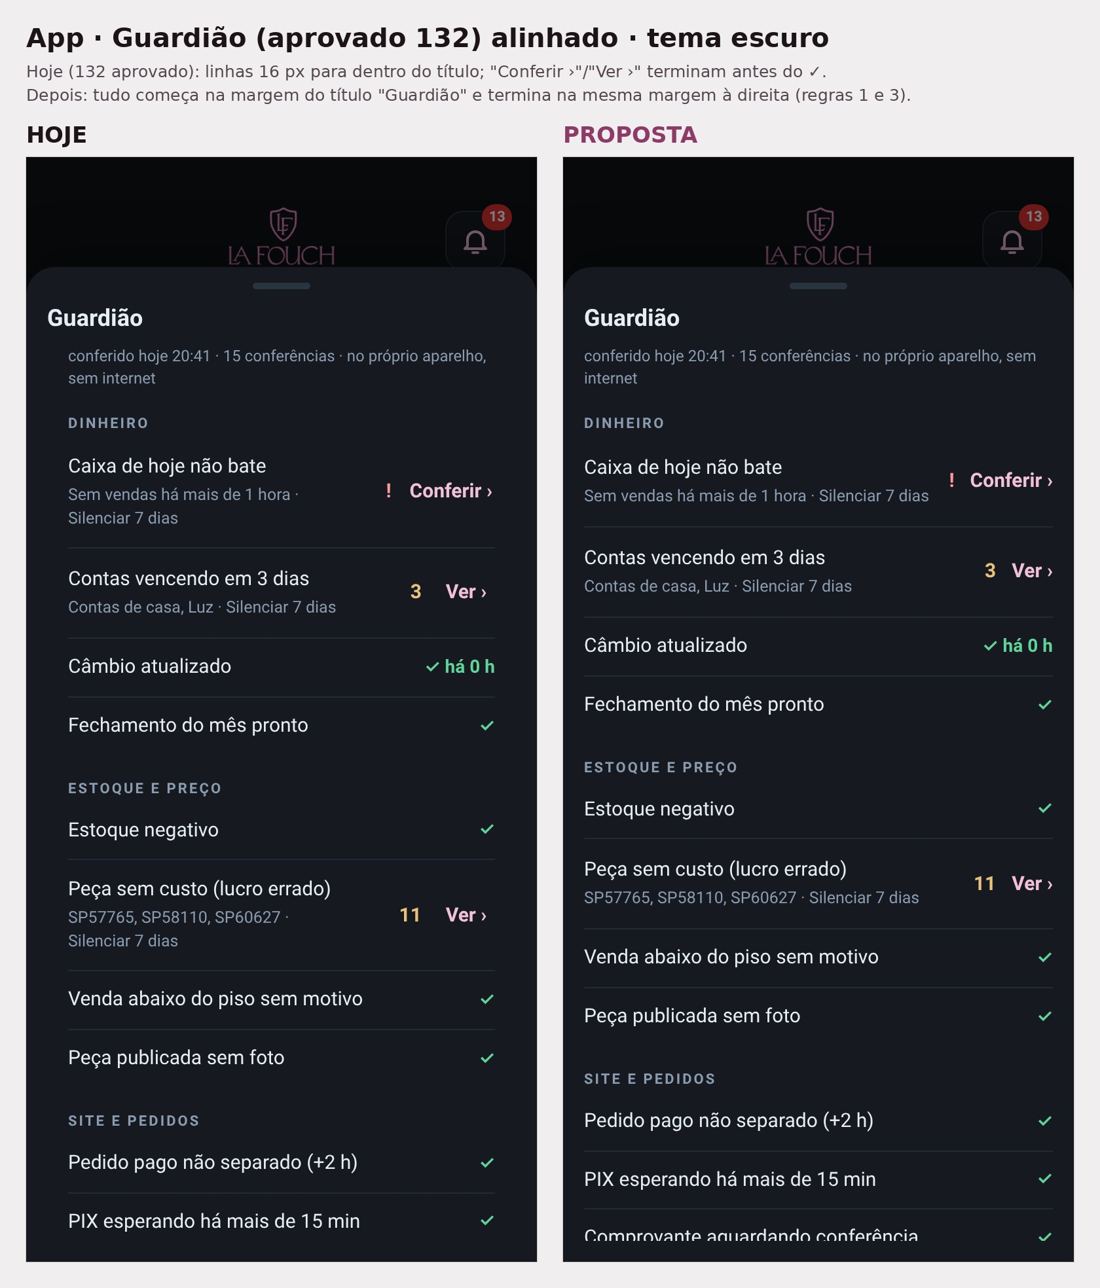 App · Guardião (aprovado 132) alinhado · tema escuro
Hoje (132 aprovado): linhas 16 px para dentro do título; "Conferir ›"/"Ver ›" terminam antes do ✓.
Depois: tudo começa na margem do título "Guardião" e termina na mesma margem à direita (regras 1 e 3).
HOJE
13
LF
LA FOUCH
Guardião
conferido hoje 20:41 · 15 conferências · no próprio aparelho,
sem internet
DINHEIRO
Caixa de hoje não bate
Sem vendas há mais de 1 hora ·
Silenciar 7 dias
! Conferir ›
Contas vencendo em 3 dias
Contas de casa, Luz · Silenciar 7 dias
3 Ver ›
Câmbio atualizado ✓ há 0 h
Fechamento do mês pronto ✓
ESTOQUE E PREÇO
Estoque negativo ✓
Peça sem custo (lucro errado)
SP57765, SP58110, SP60627 ·
Silenciar 7 dias
11 Ver ›
Venda abaixo do piso sem motivo ✓
Peça publicada sem foto ✓
SITE E PEDIDOS
Pedido pago não separado (+2 h) ✓
PIX esperando há mais de 15 min ✓
PROPOSTA
13
LF
LA FOUCH
Guardião
conferido hoje 20:41 · 15 conferências · no próprio aparelho, sem
internet
DINHEIRO
Caixa de hoje não bate
Sem vendas há mais de 1 hora · Silenciar 7 dias
! Conferir ›
Contas vencendo em 3 dias
Contas de casa, Luz · Silenciar 7 dias
3 Ver ›
Câmbio atualizado ✓ há 0 h
Fechamento do mês pronto ✓
ESTOQUE E PREÇO
Estoque negativo ✓
Peça sem custo (lucro errado)
SP57765, SP58110, SP60627 · Silenciar 7 dias
11 Ver ›
Venda abaixo do piso sem motivo ✓
Peça publicada sem foto ✓
SITE E PEDIDOS
Pedido pago não separado (+2 h) ✓
PIX esperando há mais de 15 min ✓
Comprovante aguardando conferência ✓